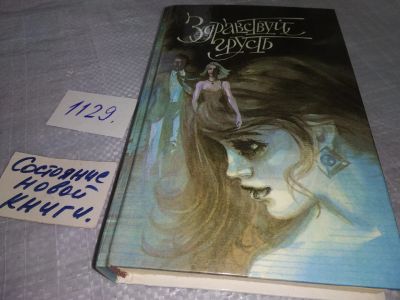 Здравствуй
грусть
1129.
Состояние
новой
книги.